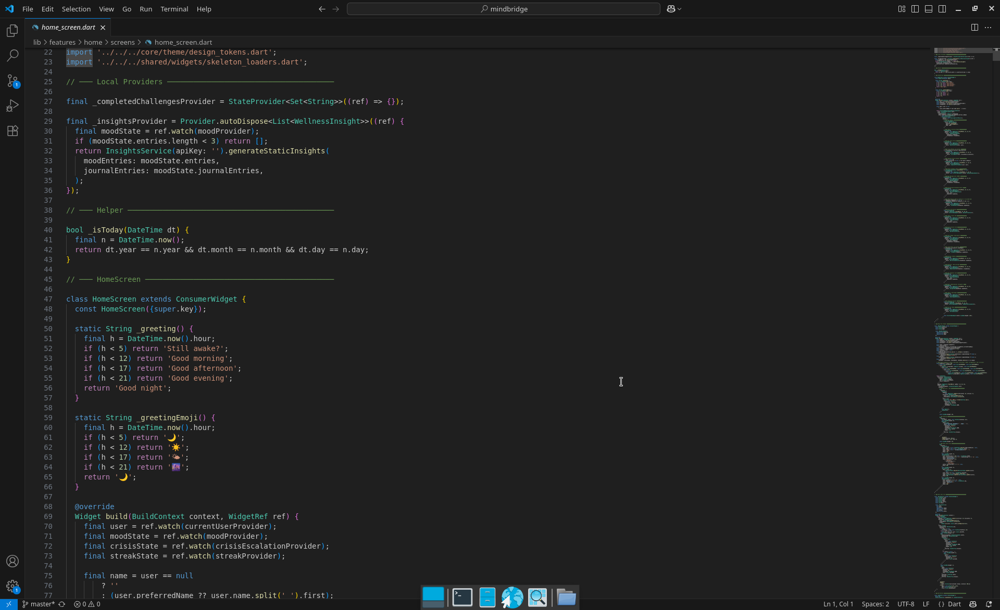 File Edit Selection View Go Run Terminal Help
mindbridge
home_screen.dart
lib > features > home > screens > home_screen.dart
22 import '../../../core/theme/design_tokens.dart';
23 import '../../../shared/widgets/skeleton_loaders.dart';
24
25 // ─── Local Providers ──────────────────────────────────────
26
27 final _completedChallengesProvider = StateProvider<Set<String>>((ref) => {});
28
29 final _insightsProvider = Provider.autoDispose<List<WellnessInsight>>((ref) {
30   final moodState = ref.watch(moodProvider);
31   if (moodState.entries.length < 3) return [];
32   return InsightsService(apiKey: '').generateStaticInsights(
33     moodEntries: moodState.entries,
34     journalEntries: moodState.journalEntries,
35   );
36 });
37
38 // ─── Helper ───────────────────────────────────────────────
39
40 bool _isToday(DateTime dt) {
41   final n = DateTime.now();
42   return dt.year == n.year && dt.month == n.month && dt.day == n.day;
43 }
44
45 // ─── HomeScreen ───────────────────────────────────────────
46
47 class HomeScreen extends ConsumerWidget {
48   const HomeScreen({super.key});
49
50   static String _greeting() {
51     final h = DateTime.now().hour;
52     if (h < 5) return 'Still awake?';
53     if (h < 12) return 'Good morning';
54     if (h < 17) return 'Good afternoon';
55     if (h < 21) return 'Good evening';
56     return 'Good night';
57   }
58
59   static String _greetingEmoji() {
60     final h = DateTime.now().hour;
61     if (h < 5) return '🌙';
62     if (h < 12) return '☀️';
63     if (h < 17) return '🌤️';
64     if (h < 21) return '🌆';
65     return '🌙';
66   }
67
68   @override
69   Widget build(BuildContext context, WidgetRef ref) {
70     final user = ref.watch(currentUserProvider);
71     final moodState = ref.watch(moodProvider);
72     final crisisState = ref.watch(crisisEscalationProvider);
73     final streakState = ref.watch(streakProvider);
74
75     final name = user == null
76         ? ''
77         : (user.preferredName ?? user.name.split(' ').first);
1
1
master* 0 0 Ln 1, Col 1 Spaces: 2 UTF-8 LF {} Dart